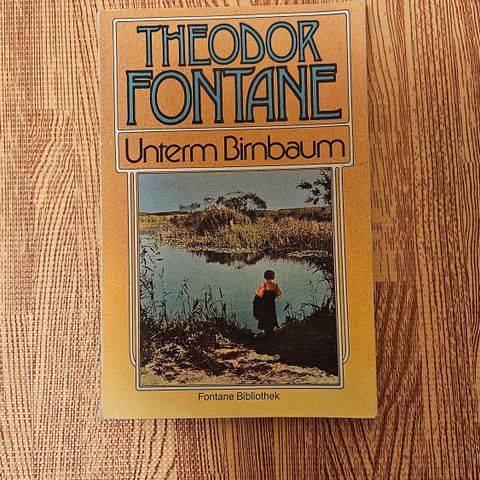 THEODOR
FONTANE
Unterm Birnbaum
Fontane Bibliothek